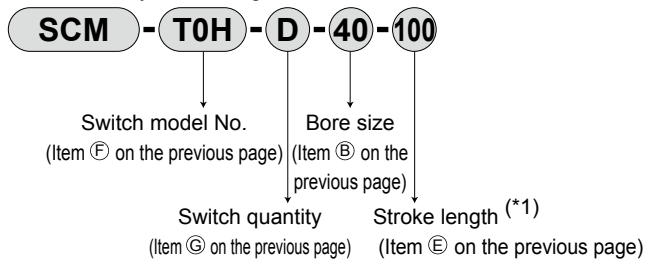 SCM - T0H - D - 40 - 100
Switch model No.
(Item Ⓕ on the previous page)
Bore size
(Item Ⓑ on the
previous page)
Switch quantity
(Item Ⓖ on the previous page)
Stroke length (*1)
(Item Ⓔ on the previous page)